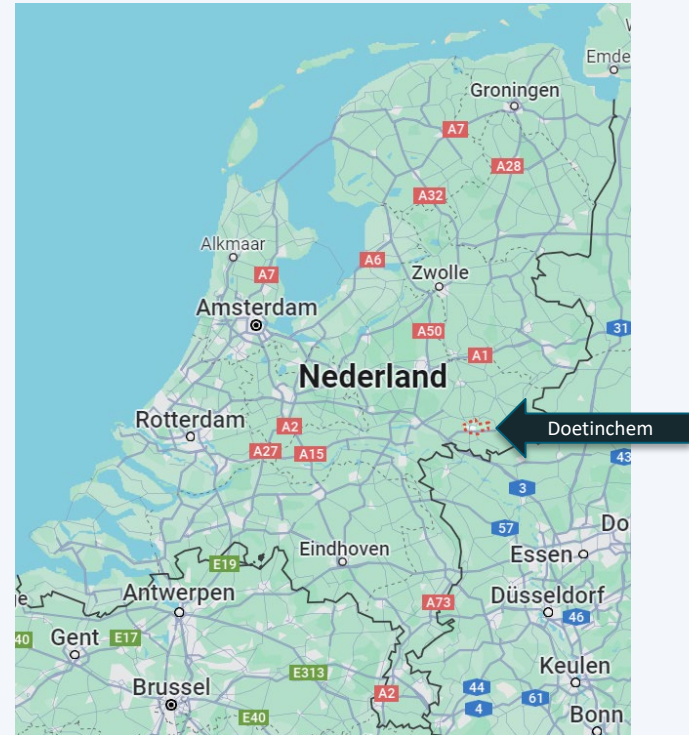 Emde
Groningen
A7
A28
A32
Alkmaar
A7
A6
Zwolle
Amsterdam
A50
31
A1
Nederland
Rotterdam
A2
Doetinchem
A27
A15
43
3
57
Do
Eindhoven
Essen
E19
Antwerpen
A73
Düsseldorf
e
46
40
Gent
E17
Keulen
E313
Brussel
A2
44
61
4
E40
Bonn